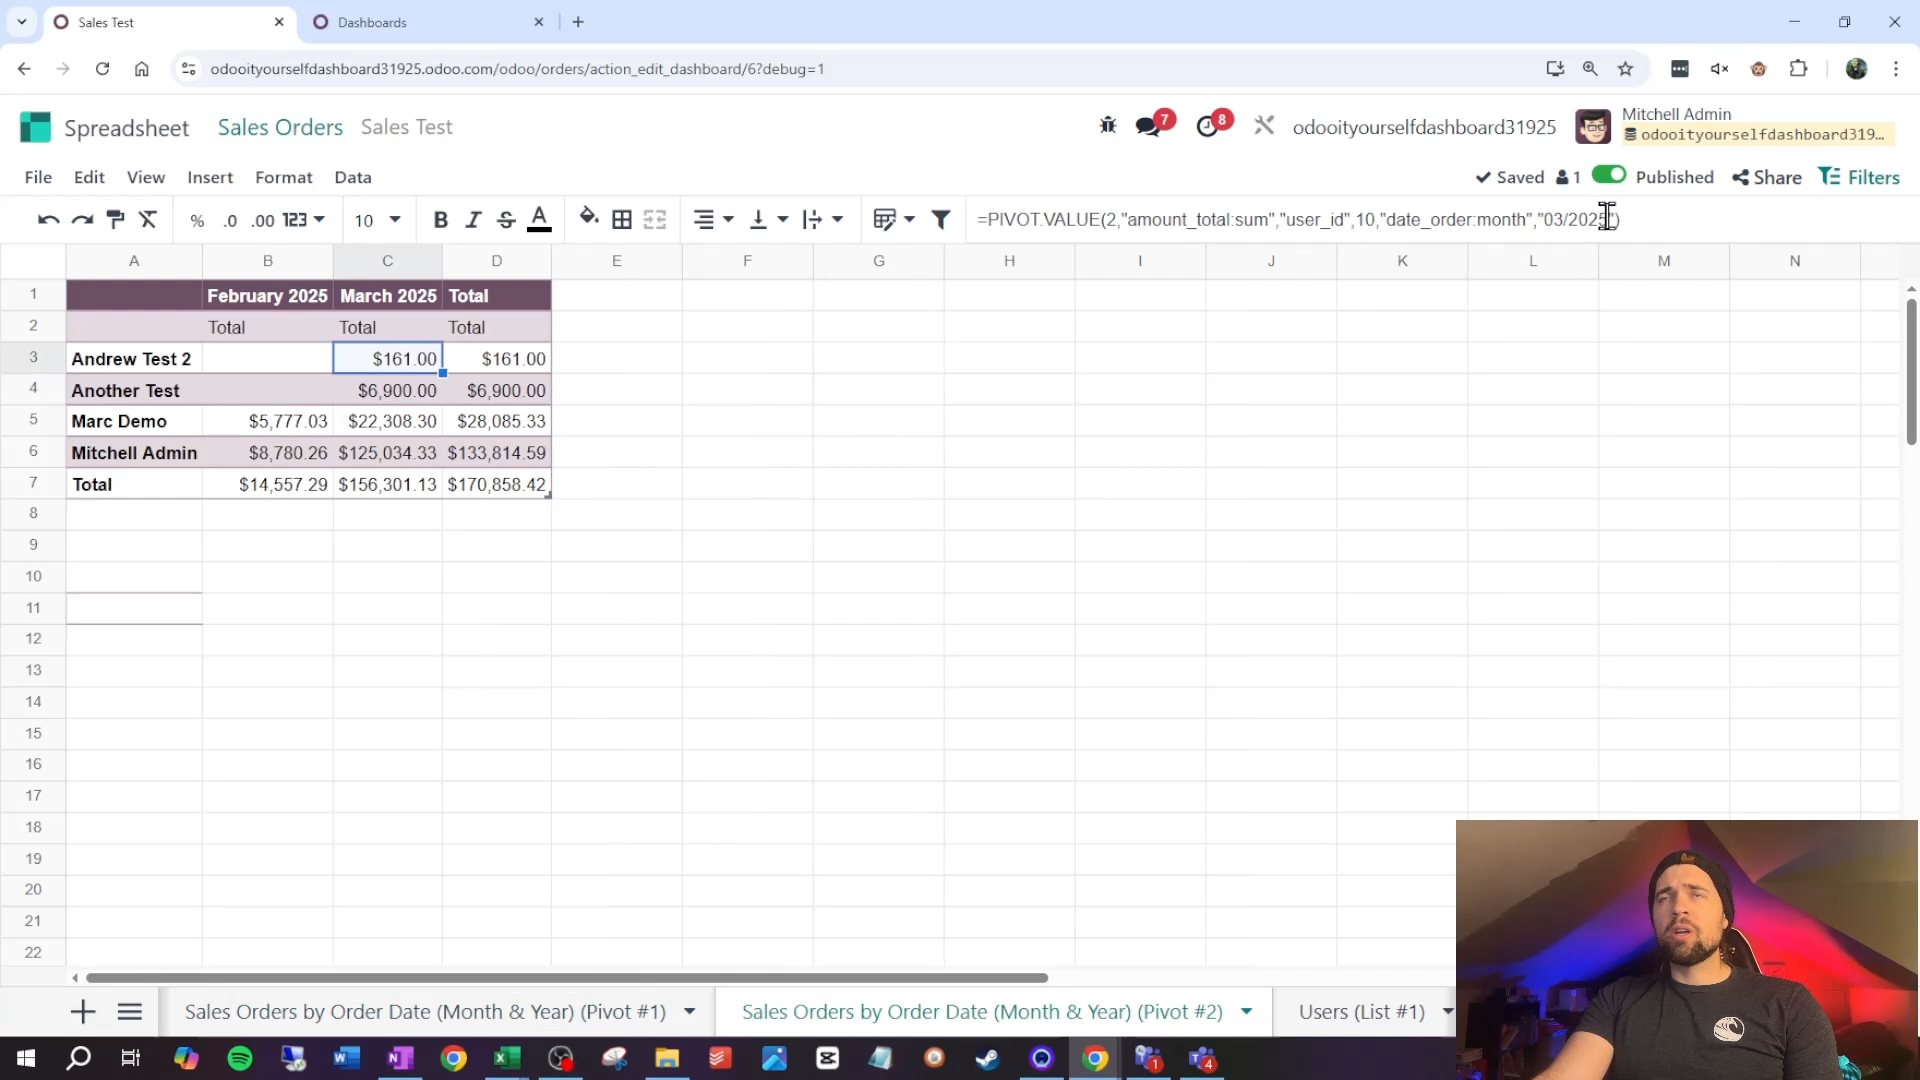 Sales Test
Dashboards
odooityourselfdashboard31925.odoo.com/odoo/orders/action_edit_dashboard/6?debug=1
Spreadsheet Sales Orders Sales Test
7 8 odooityourselfdashboard31925
Mitchell Admin
odooityourselfdashboard319...
File Edit View Insert Format Data
Saved 1 Published Share Filters
% .0 .00 123 10 B I S A
=PIVOT.VALUE(2,"amount_total:sum","user_id",10,"date_order:month","03/2025")
A B C D E F G H I J K L M N
1 February 2025 March 2025 Total
2 Total Total Total
3 Andrew Test 2 $161.00 $161.00
4 Another Test $6,900.00 $6,900.00
5 Marc Demo $5,777.03 $22,308.30 $28,085.33
6 Mitchell Admin $8,780.26 $125,034.33 $133,814.59
7 Total $14,557.29 $156,301.13 $170,858.42
8
9
10
11
12
13
14
15
16
17
18
19
20
21
22
Sales Orders by Order Date (Month & Year) (Pivot #1) Sales Orders by Order Date (Month & Year) (Pivot #2) Users (List #1)
1 4